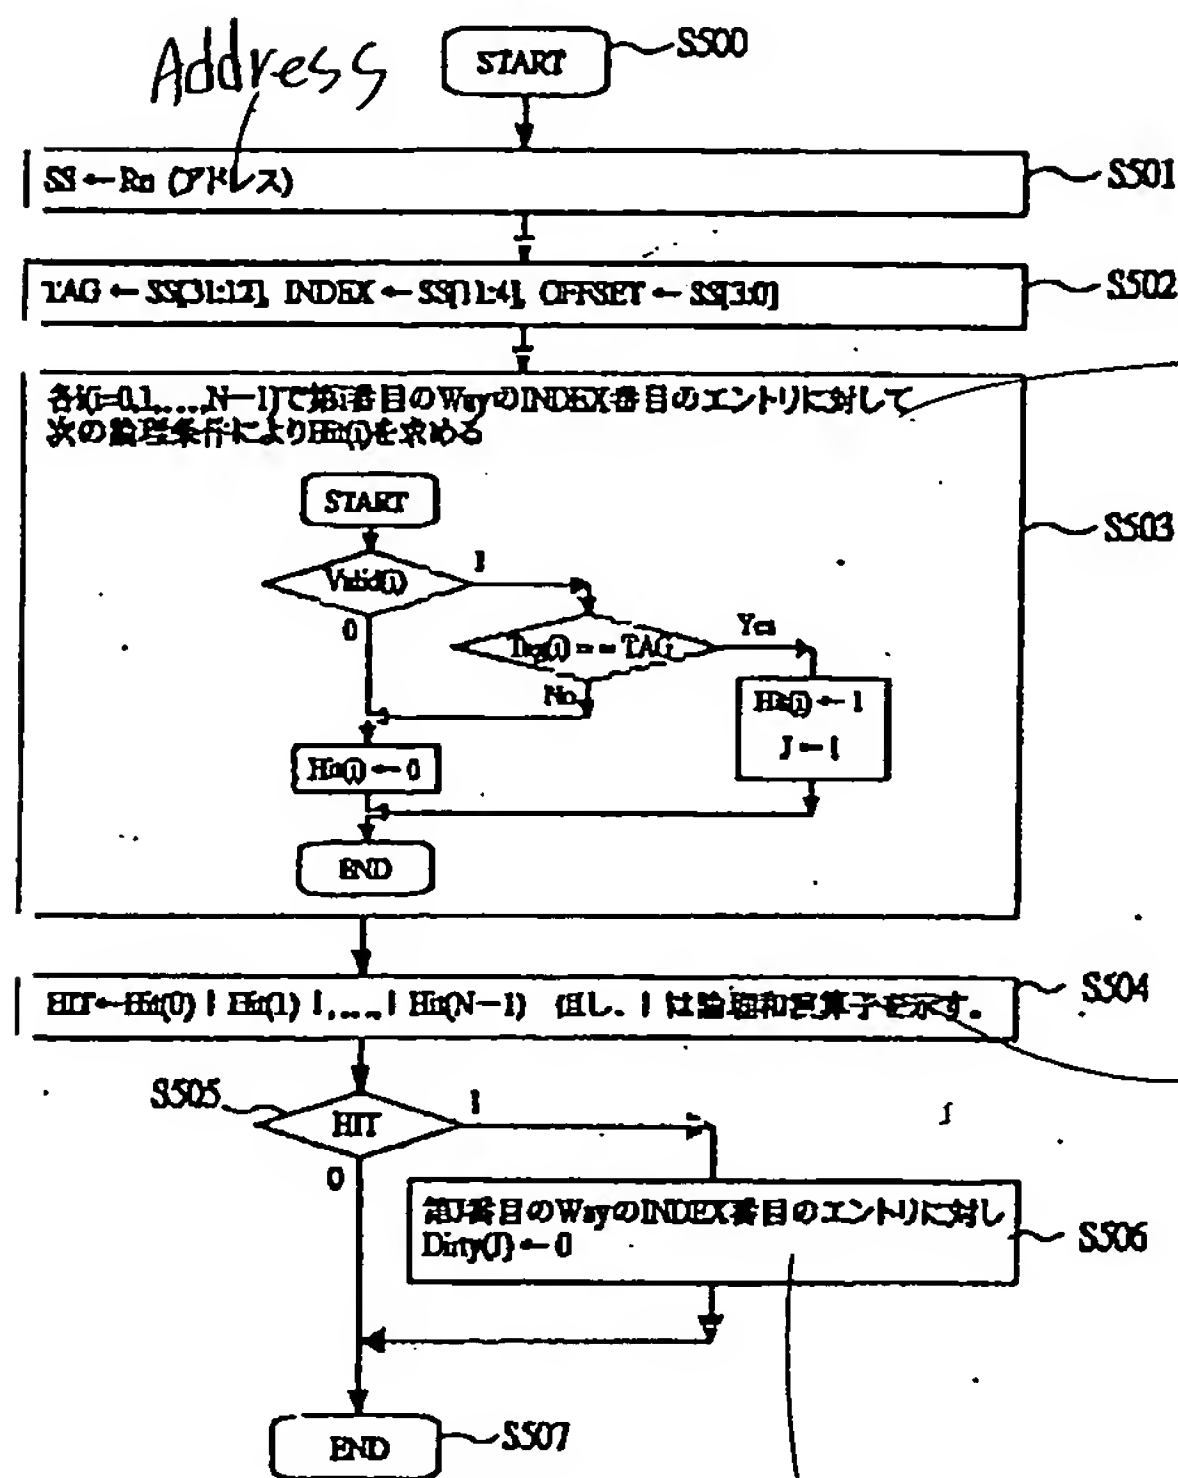 Address
START
S500
SS ← Rn (アドレス)
S501
TAG ← SS[31:12], INDEX ← SS[11:4], OFFSET ← SS[3:0]
S502
各i(i=0,1,....,N-1)で第i番目のWayのINDEX番目のエントリに対して
次の論理条件によりHit(i)を求める
START
S503
Valid(i)
1
0
Tag(i) == TAG
Yes
No
Hit(i) ← 1
J ← i
Hit(i) ← 0
END
HIT ← Hit(0) | Hit(1) |,....,| Hit(N-1) (但し、| は論理和演算子を示す。
S504
S505
HIT
1
0
第J番目のWayのINDEX番目のエントリに対し
Dirty(J) ← 0
S506
END
S507